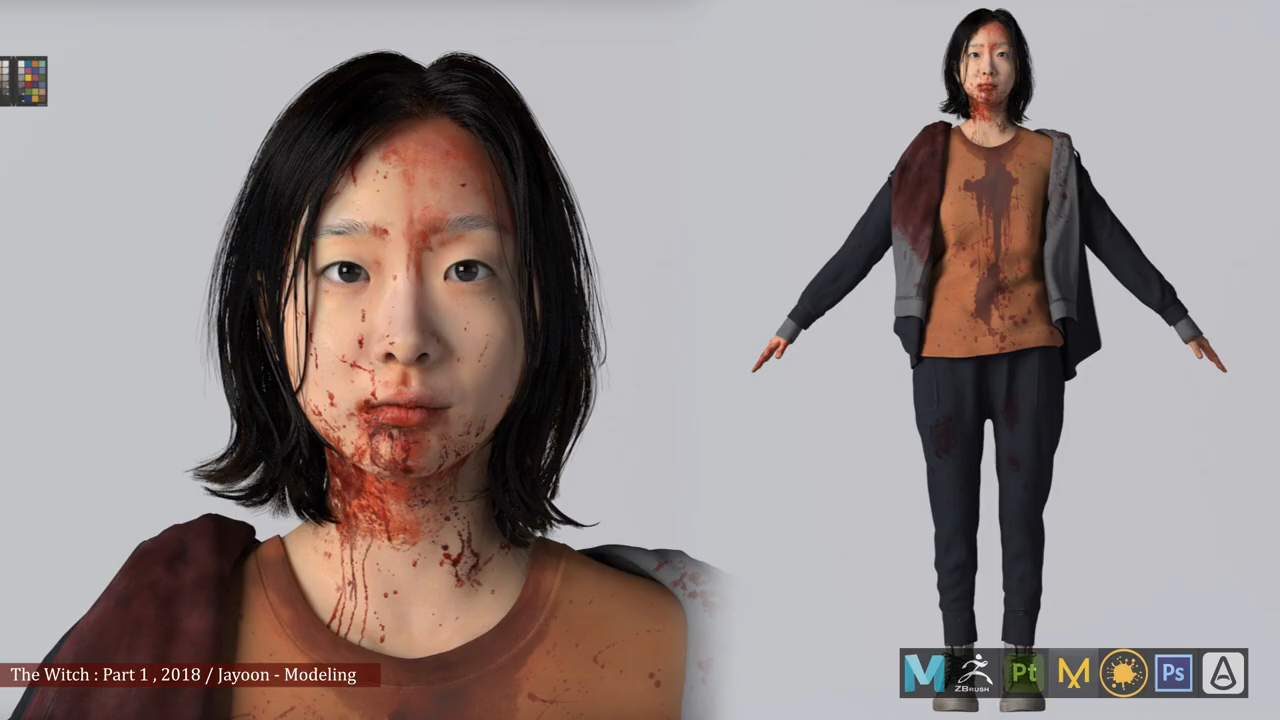 The Witch : Part 1 , 2018 / Jayoon - Modeling
M ZBRUSH Pt M Ps A